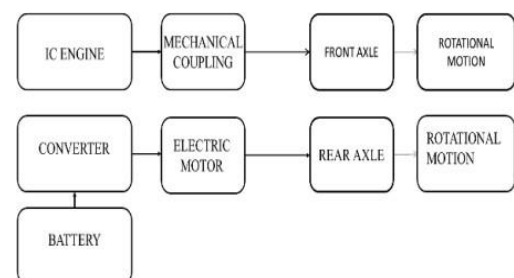 IC ENGINE
MECHANICAL
COUPLING
FRONT AXLE
ROTATIONAL
MOTION
CONVERTER
ELECTRIC
MOTOR
REAR AXLE
ROTATIONAL
MOTION
BATTERY